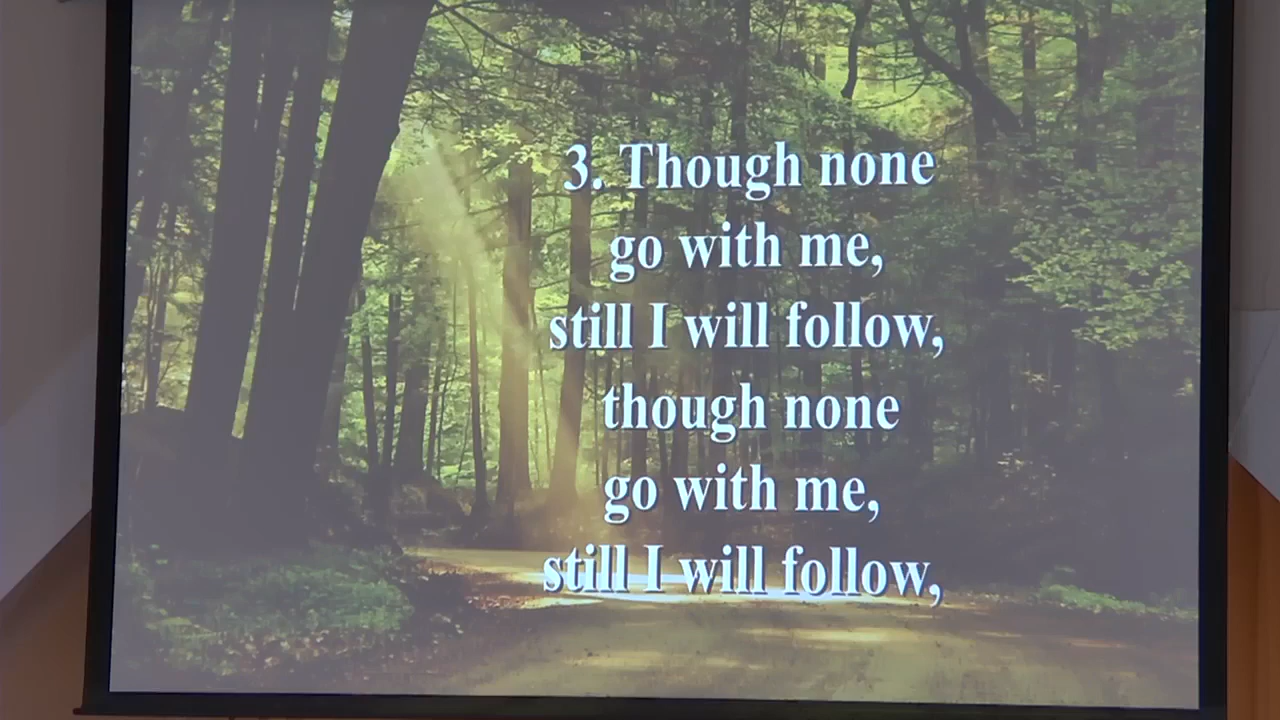 3. Though none
go with me,
still I will follow,
though none
go with me,
still I will follow,